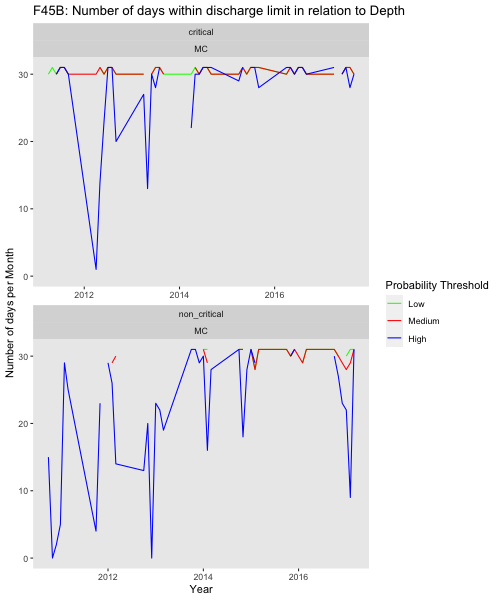 F45B: Number of days within discharge limit in relation to Depth
critical
MC
30
20
10
0
2012
2014
2016
Number of days per Month
non_critical
MC
30
20
10
0
2012
2014
2016
Year
Probability Threshold
Low
Medium
High